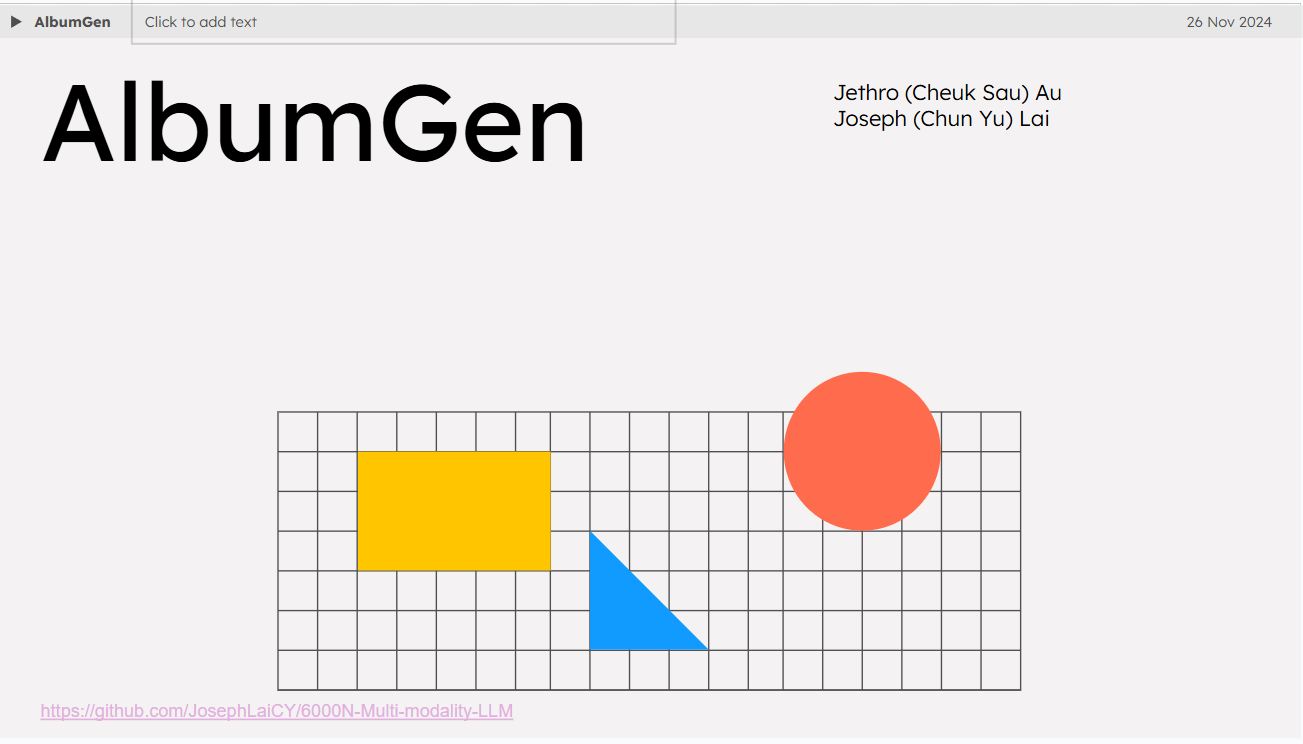 AlbumGen
Click to add text
26 Nov 2024
AlbumGen
Jethro (Cheuk Sau) Au
Joseph (Chun Yu) Lai
https://github.com/JosephLaiCY/6000N-Multi-modality-LLM